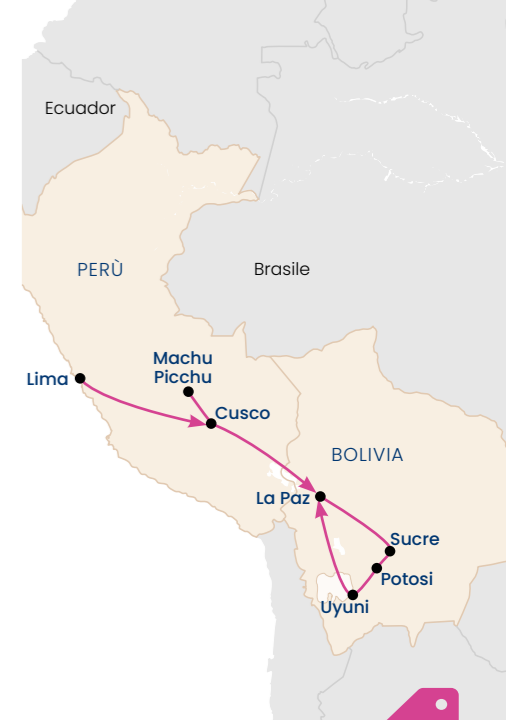 Ecuador
PERÙ
Brasile
Machu
Picchu
Lima
Cusco
BOLIVIA
La Paz
Sucre
Potosi
Uyuni